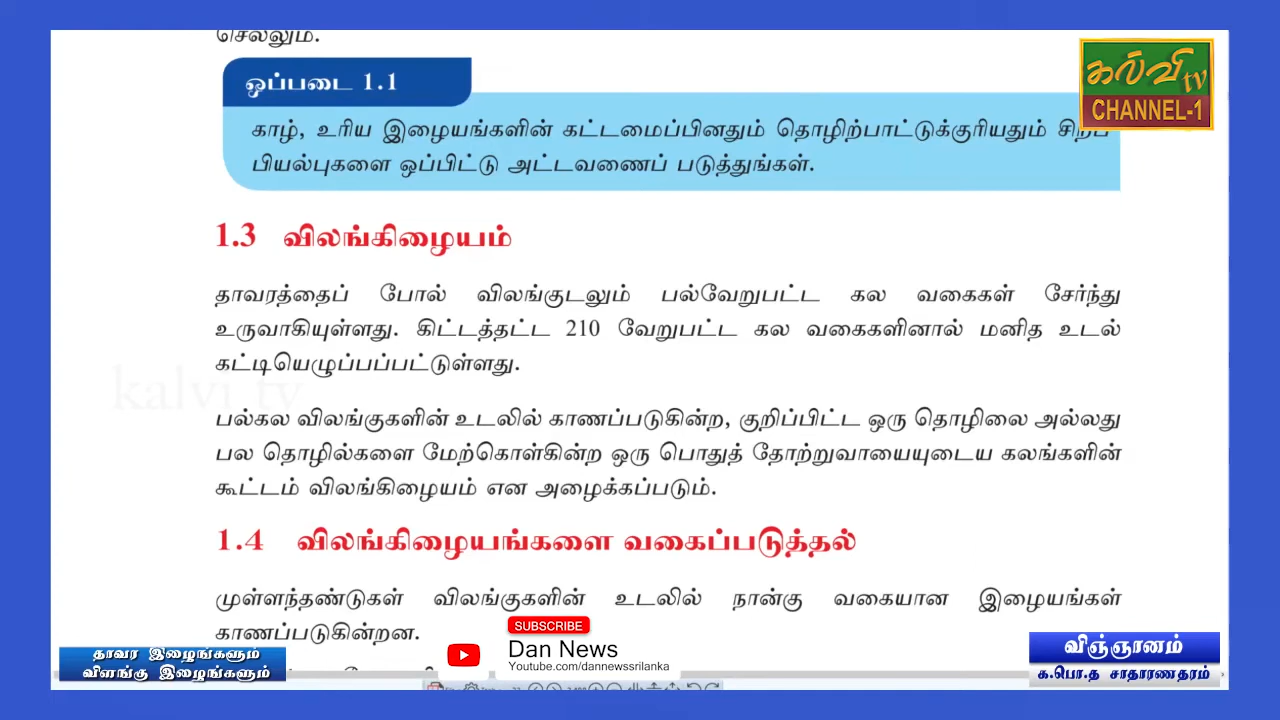 செல்லும்.
ஒப்படை 1.1
காழ், உரிய இழையங்களின் கட்டமைப்பினதும் தொழிற்பாட்டுக்குரியதும் சிறப்
பியல்புகளை ஒப்பிட்டு அட்டவணைப் படுத்துங்கள்.
கல்வி tv
CHANNEL-1
1.3 விலங்கிழையம்
தாவரத்தைப் போல் விலங்குடலும் பல்வேறுபட்ட கல வகைகள் சேர்ந்து
உருவாகியுள்ளது. கிட்டத்தட்ட 210 வேறுபட்ட கல வகைகளினால் மனித உடல்
கட்டியெழுப்பப்பட்டுள்ளது.
kalvi tv
பல்கல விலங்குகளின் உடலில் காணப்படுகின்ற, குறிப்பிட்ட ஒரு தொழிலை அல்லது
பல தொழில்களை மேற்கொள்கின்ற ஒரு பொதுத் தோற்றுவாயையுடைய கலங்களின்
கூட்டம் விலங்கிழையம் என அழைக்கப்படும்.
1.4 விலங்கிழையங்களை வகைப்படுத்தல்
முள்ளந்தண்டுகள் விலங்குகளின் உடலில் நான்கு வகையான இழையங்கள்
காணப்படுகின்றன.
தாவர இழைங்களும்
விளங்கு இழைங்களும்
SUBSCRIBE
Dan News
Youtube.com/dannewssrilanka
விஞ்ஞானம்
க.பொ.த சாதாரணதரம்